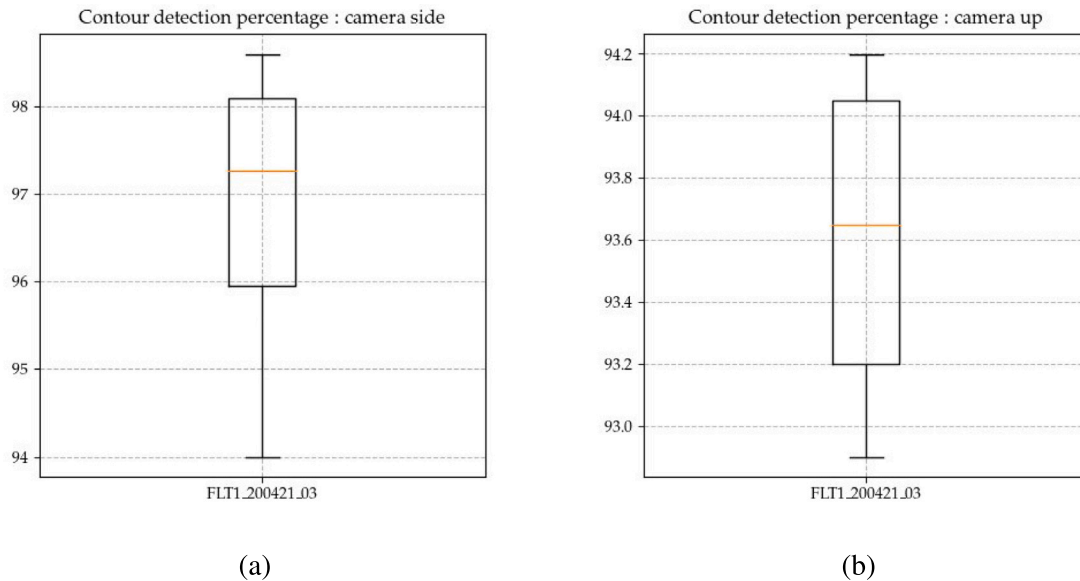 Contour detection percentage : camera side
98
97
96
95
94
FLT1_200421_03
(a)
Contour detection percentage : camera up
94.2
94.0
93.8
93.6
93.4
93.2
93.0
FLT1_200421_03
(b)